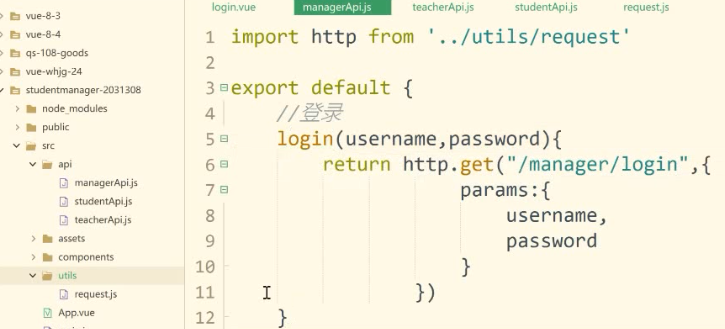 login.vue
managerApi.js
teacherApi.js
studentApi.js
request.js
vue-8-3
vue-8-4
qs-108-goods
vue-whjg-24
studentmanager-2031308
node_modules
public
src
api
managerApi.js
studentApi.js
teacherApi.js
assets
components
utils
request.js
App.vue
1 import http from '../utils/request'
2
3 export default {
4 //登录
5 login(username,password){
6 return http.get("/manager/login",{
7 params:{
8 username,
9 password
10 }
11 })
12 }